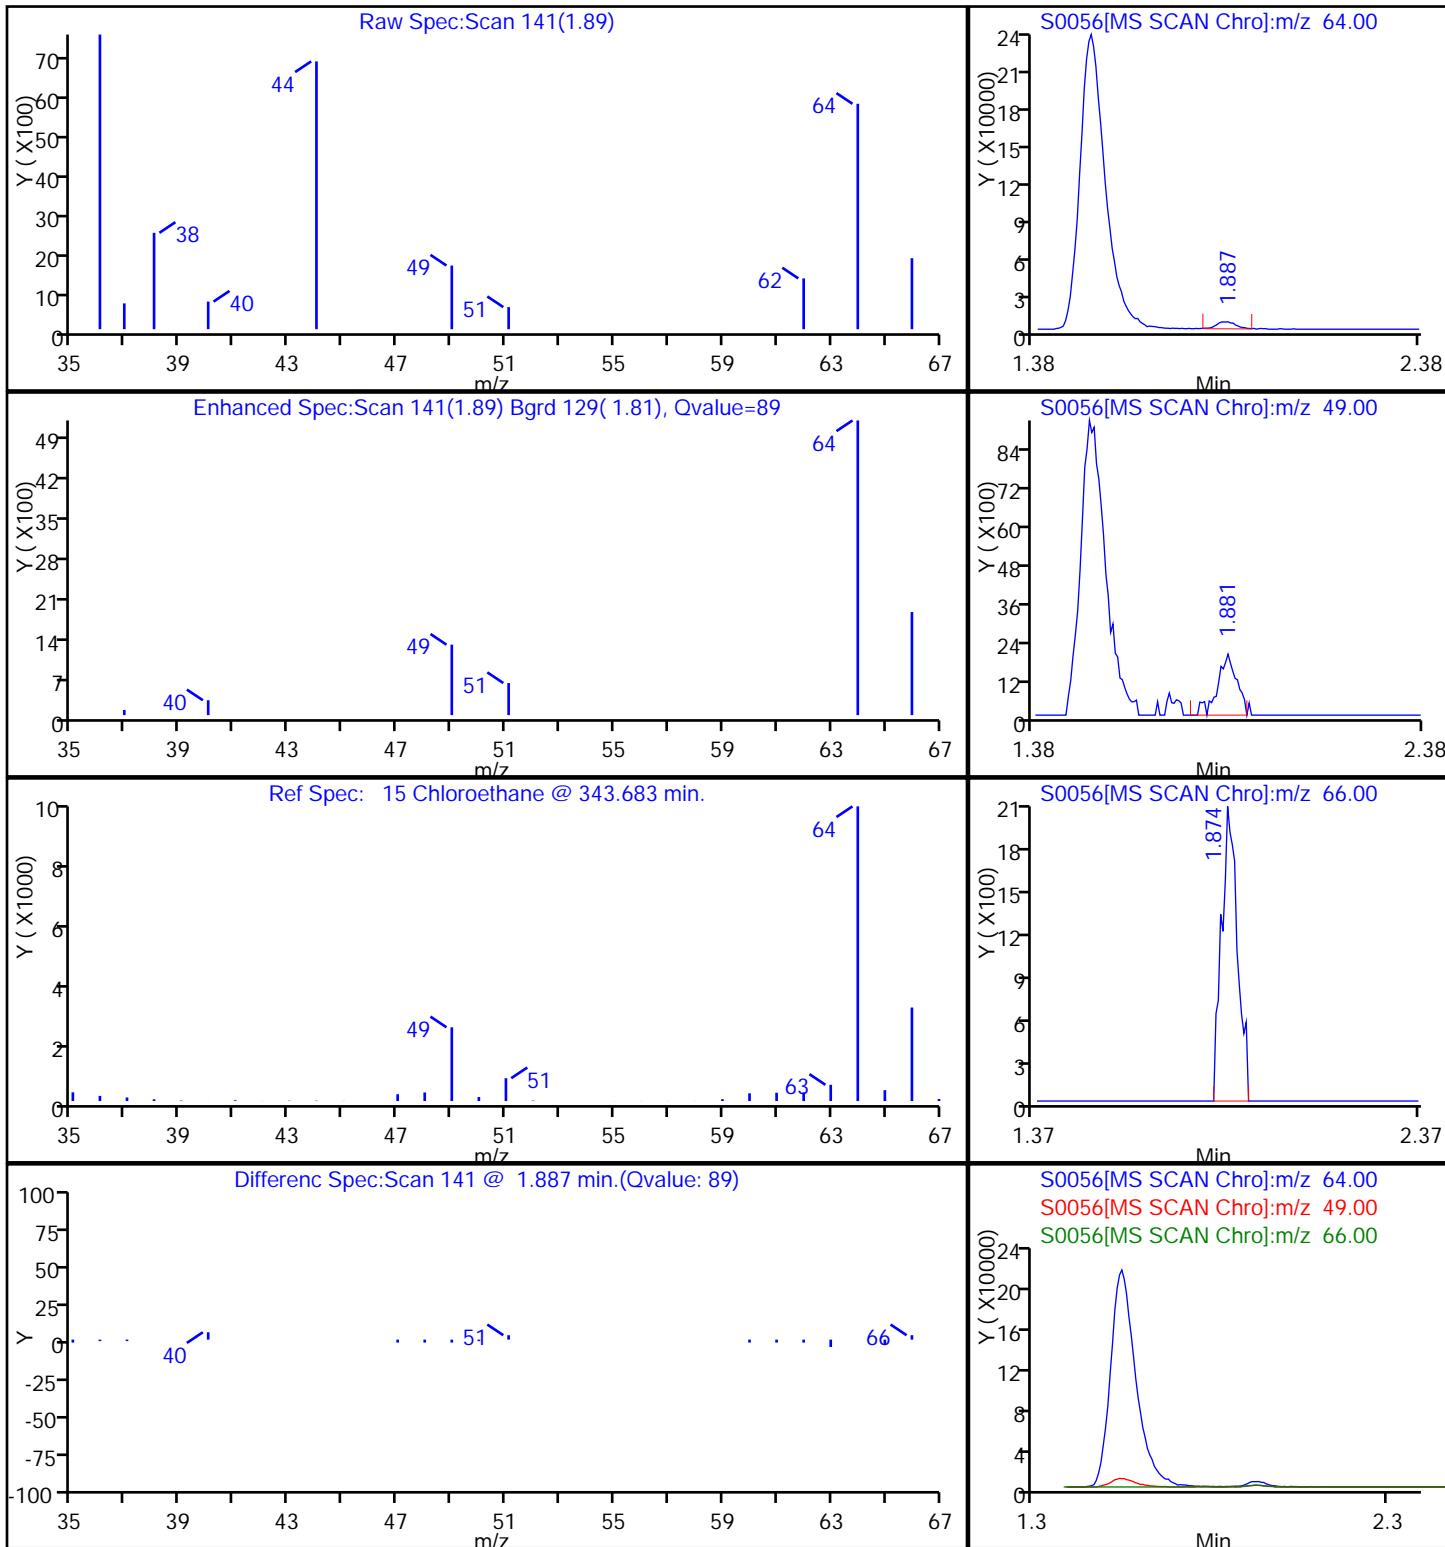 Raw Spec:Scan 141(1.89)
Y ( X100)
70
60
50
40
30
20
10
0
44
64
38
40
49
51
62
35 39 43 47 51 55 59 63 67
m/z
S0056[MS SCAN Chro]:m/z 64.00
Y ( X10000)
24
21
18
15
12
9
6
3
0
1.887
1.38 2.38
Min
Enhanced Spec:Scan 141(1.89) Bgrd 129( 1.81), Qvalue=89
Y ( X100)
49
42
35
28
21
14
7
0
64
49
51
40
35 39 43 47 51 55 59 63 67
m/z
S0056[MS SCAN Chro]:m/z 49.00
Y ( X100)
84
72
60
48
36
24
12
0
1.881
1.38 2.38
Min
Ref Spec: 15 Chloroethane @ 343.683 min.
Y ( X1000)
10
8
6
4
2
0
64
49
51
63
35 39 43 47 51 55 59 63 67
m/z
S0056[MS SCAN Chro]:m/z 66.00
Y ( X100)
21
18
15
12
9
6
3
0
1.874
1.37 2.37
Min
Differenc Spec:Scan 141 @ 1.887 min.(Qvalue: 89)
Y
100
75
50
25
0
-25
-50
-75
-100
40
51
66
35 39 43 47 51 55 59 63 67
m/z
S0056[MS SCAN Chro]:m/z 64.00
S0056[MS SCAN Chro]:m/z 49.00
S0056[MS SCAN Chro]:m/z 66.00
Y ( X10000)
24
20
16
12
8
4
0
1.3 2.3
Min